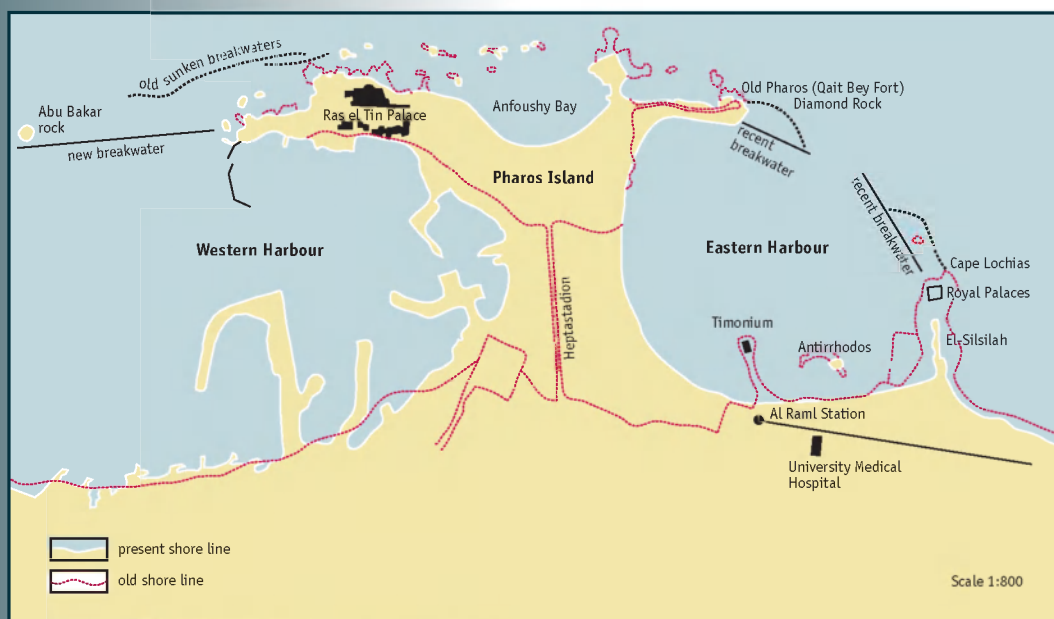 Old sunken breakwaters
Abu Bakar
rock
new breakwater
Ras el Tin Palace
Anfoushy Bay
Old Pharos (Qait Bey Fort)
Diamond Rock
recent
breakwater
Pharos Island
Western Harbour
Eastern Harbour
recent breakwater
Cape Lochias
Royal Palaces
Heptastadion
Timonium
Antirrhodos
El-Silsilah
Al Raml Station
University Medical
Hospital
present shore line
old shore line
Scale 1:800